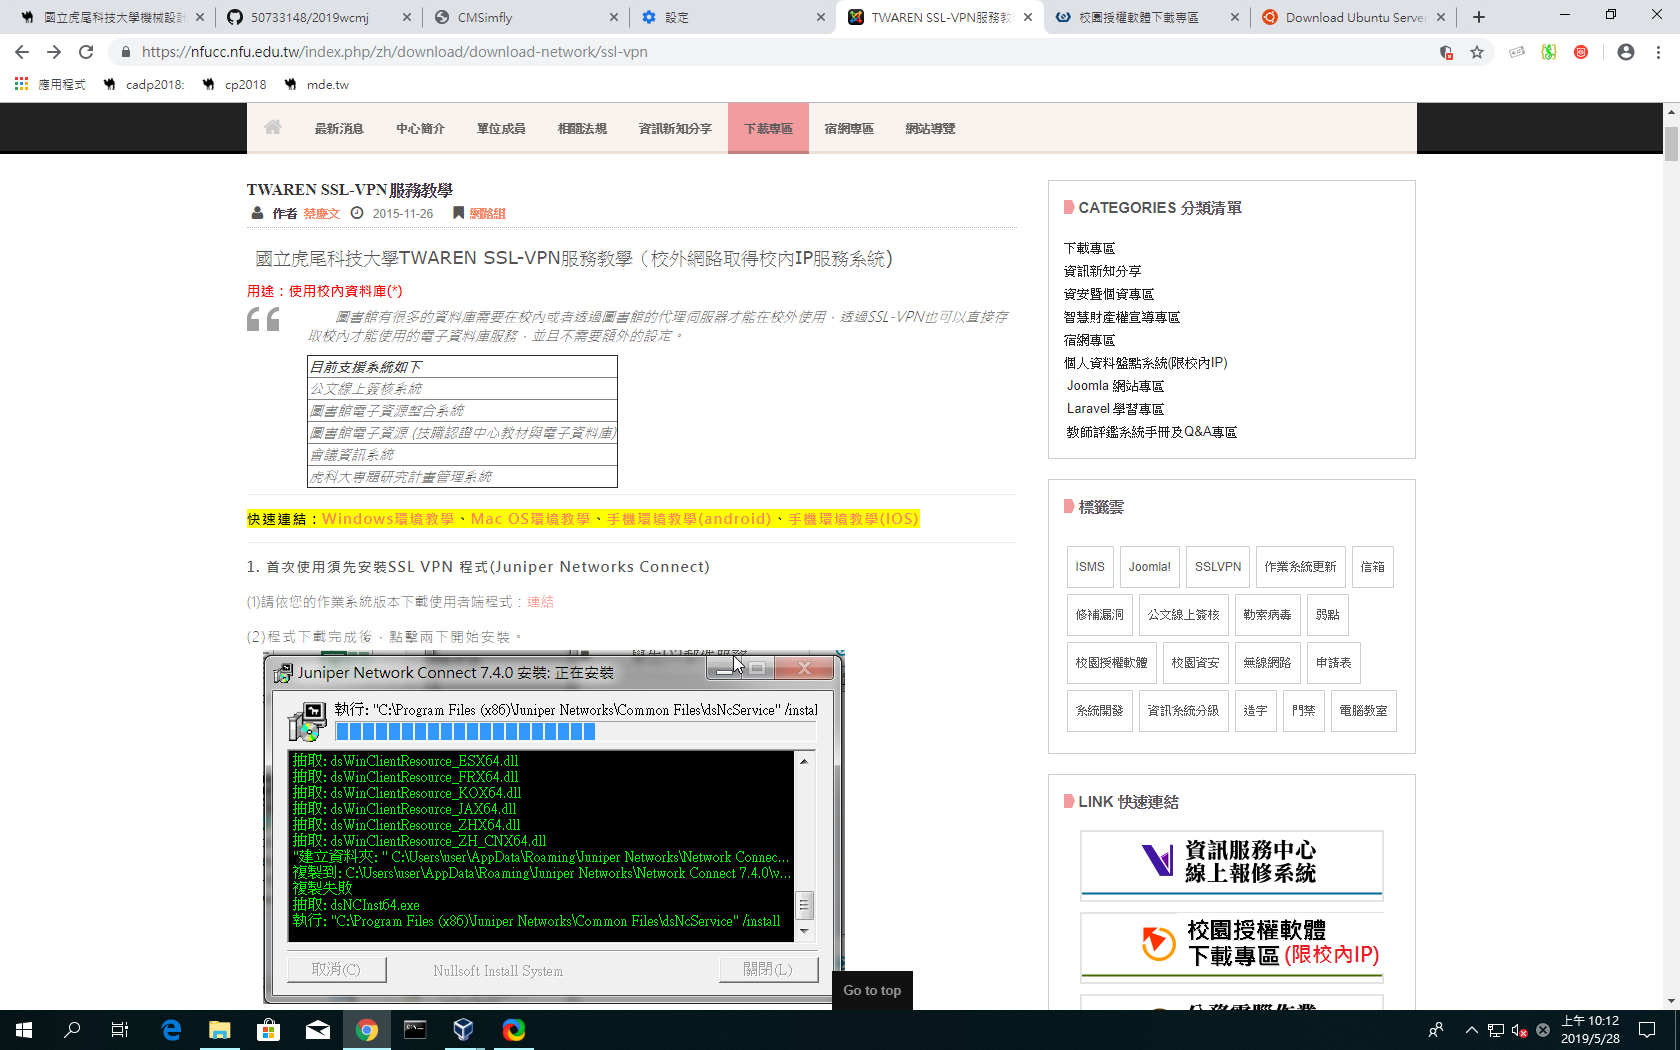 國立虎尾科技大學機械設計
50733148/2019wcmj
CMSimfly
設定
TWAREN SSL-VPN服務教
校園授權軟體下載專區
Download Ubuntu Server
https://nfucc.nfu.edu.tw/index.php/zh/download/download-network/ssl-vpn
應用程式
cadp2018:
cp2018
mde.tw
最新消息
中心簡介
單位成員
相關法規
資訊新知分享
下載專區
宿網專區
網站導覽
TWAREN SSL-VPN服務教學
作者 蔡慶文 2015-11-26 網路組
國立虎尾科技大學TWAREN SSL-VPN服務教學（校外網路取得校內IP服務系統)
用途：使用校內資料庫(*)
圖書館有很多的資料庫需要在校內或者透過圖書館的代理伺服器才能在校外使用，透過SSL-VPN也可以直接存
取校內才能使用的電子資料庫服務，並且不需要額外的設定。
目前支援系統如下
公文線上簽核系統
圖書館電子資源整合系統
圖書館電子資源 (技職認證中心教材與電子資料庫)
會議資訊系統
虎科大專題研究計畫管理系統
快速連結：Windows環境教學、Mac OS環境教學、手機環境教學(android)、手機環境教學(IOS)
1. 首次使用須先安裝SSL VPN 程式(Juniper Networks Connect)
(1)請依您的作業系統版本下載使用者端程式：連結
(2)程式下載完成後，點擊兩下開始安裝。
Juniper Network Connect 7.4.0 安裝: 正在安裝
執行: "C:\Program Files (x86)\Juniper Networks\Common Files\dsNcService" /instal
抽取: dsWinClientResource_ESX64.dll
抽取: dsWinClientResource_FRX64.dll
抽取: dsWinClientResource_KOX64.dll
抽取: dsWinClientResource_JAX64.dll
抽取: dsWinClientResource_ZHX64.dll
抽取: dsWinClientResource_ZH_CNX64.dll
"建立資料夾: " C:\Users\user\AppData\Roaming\Juniper Networks\Network Connec...
複製到: C:\Users\user\AppData\Roaming\Juniper Networks\Network Connect 7.4.0\v...
複製失敗
抽取: dsNCInst64.exe
執行: "C:\Program Files (x86)\Juniper Networks\Common Files\dsNcService" /install
取消(C)
Nullsoft Install System
關閉(L)
Go to top
CATEGORIES 分類清單
下載專區
資訊新知分享
資安暨個資專區
智慧財產權宣導專區
宿網專區
個人資料盤點系統(限校內IP)
Joomla 網站專區
Laravel 學習專區
教師評鑑系統手冊及Q&A專區
標籤雲
ISMS Joomla! SSLVPN 作業系統更新 信箱
修補漏洞 公文線上簽核 勒索病毒 弱點
校園授權軟體 校園資安 無線網路 申請表
系統開發 資訊系統分級 造字 門禁 電腦教室
LINK 快速連結
資訊服務中心
線上報修系統
校園授權軟體
下載專區(限校內IP)
上午 10:12
2019/5/28